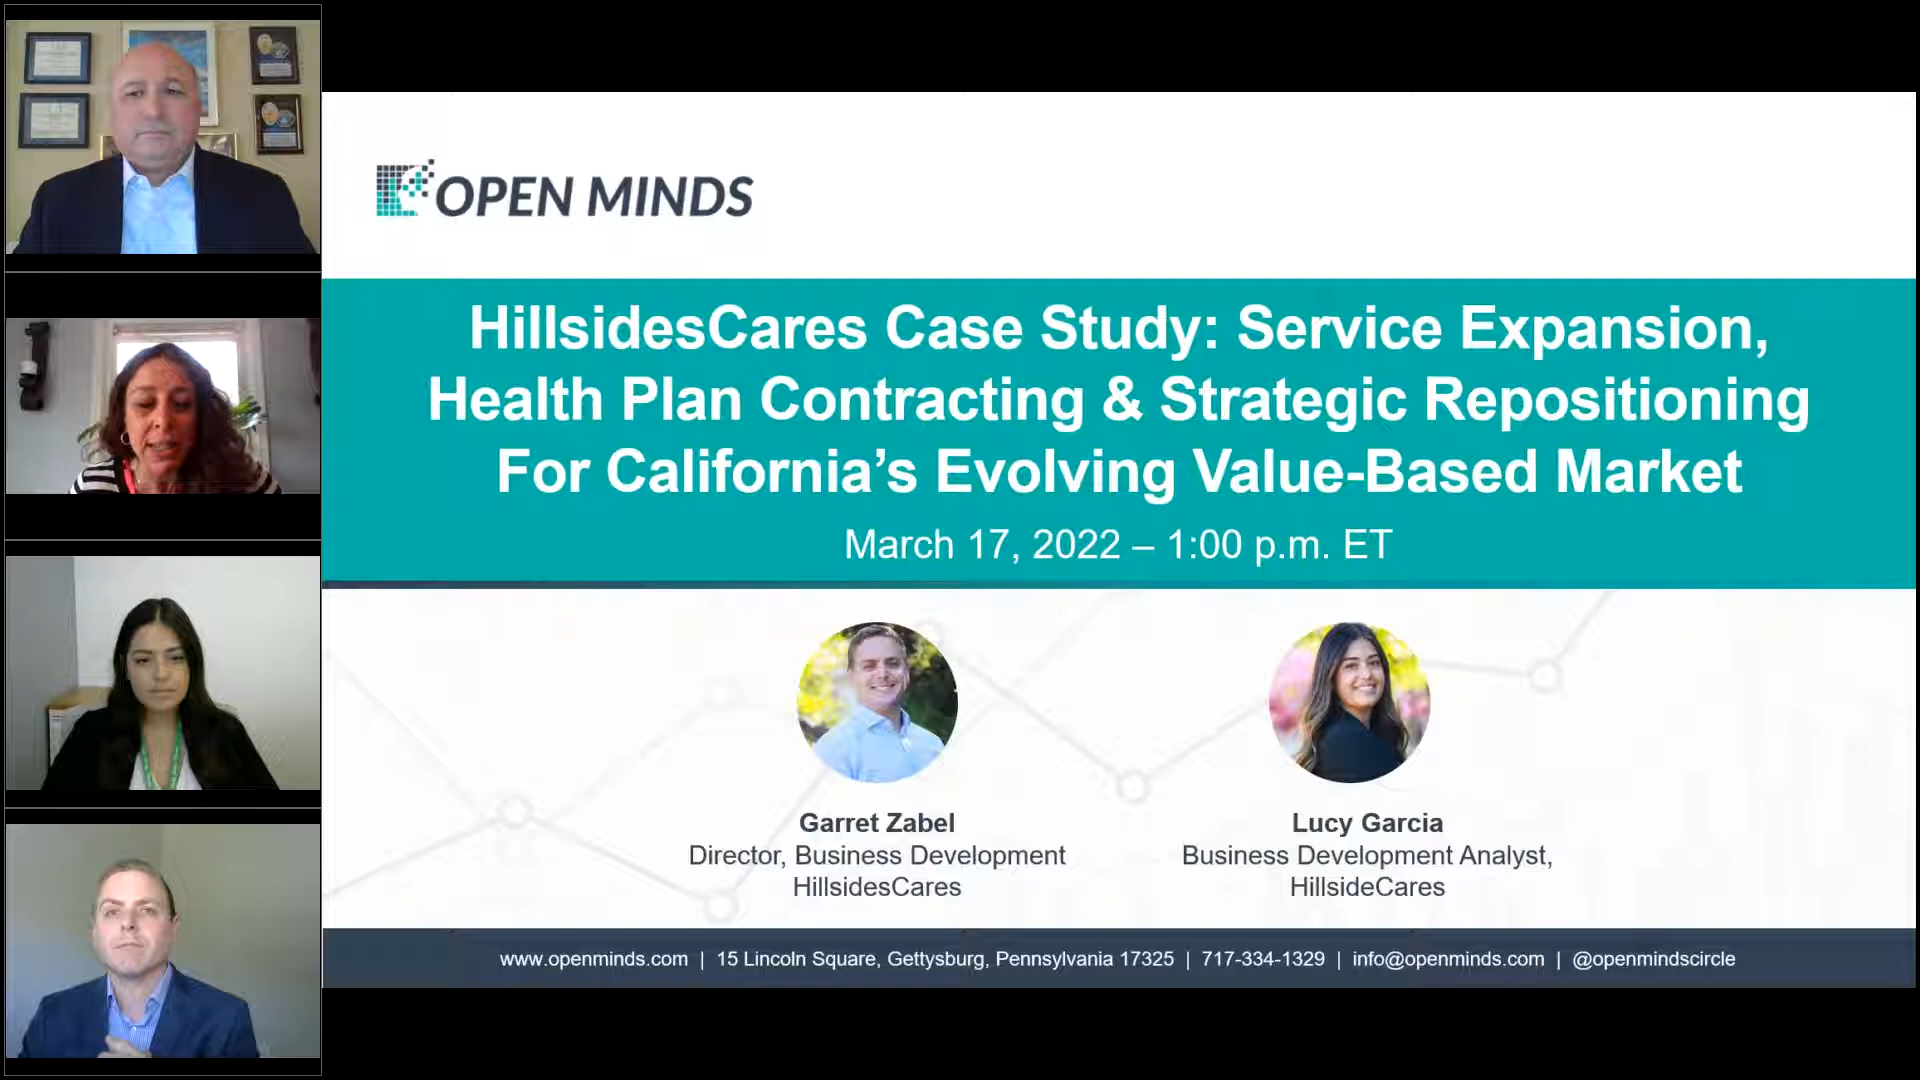 OPEN MINDS
HillsidesCares Case Study: Service Expansion,
Health Plan Contracting & Strategic Repositioning
For California’s Evolving Value-Based Market
March 17, 2022 – 1:00 p.m. ET
Garret Zabel
Director, Business Development
HillsidesCares
Lucy Garcia
Business Development Analyst,
HillsideCares
www.openminds.com | 15 Lincoln Square, Gettysburg, Pennsylvania 17325 | 717-334-1329 | info@openminds.com | @openmindscircle